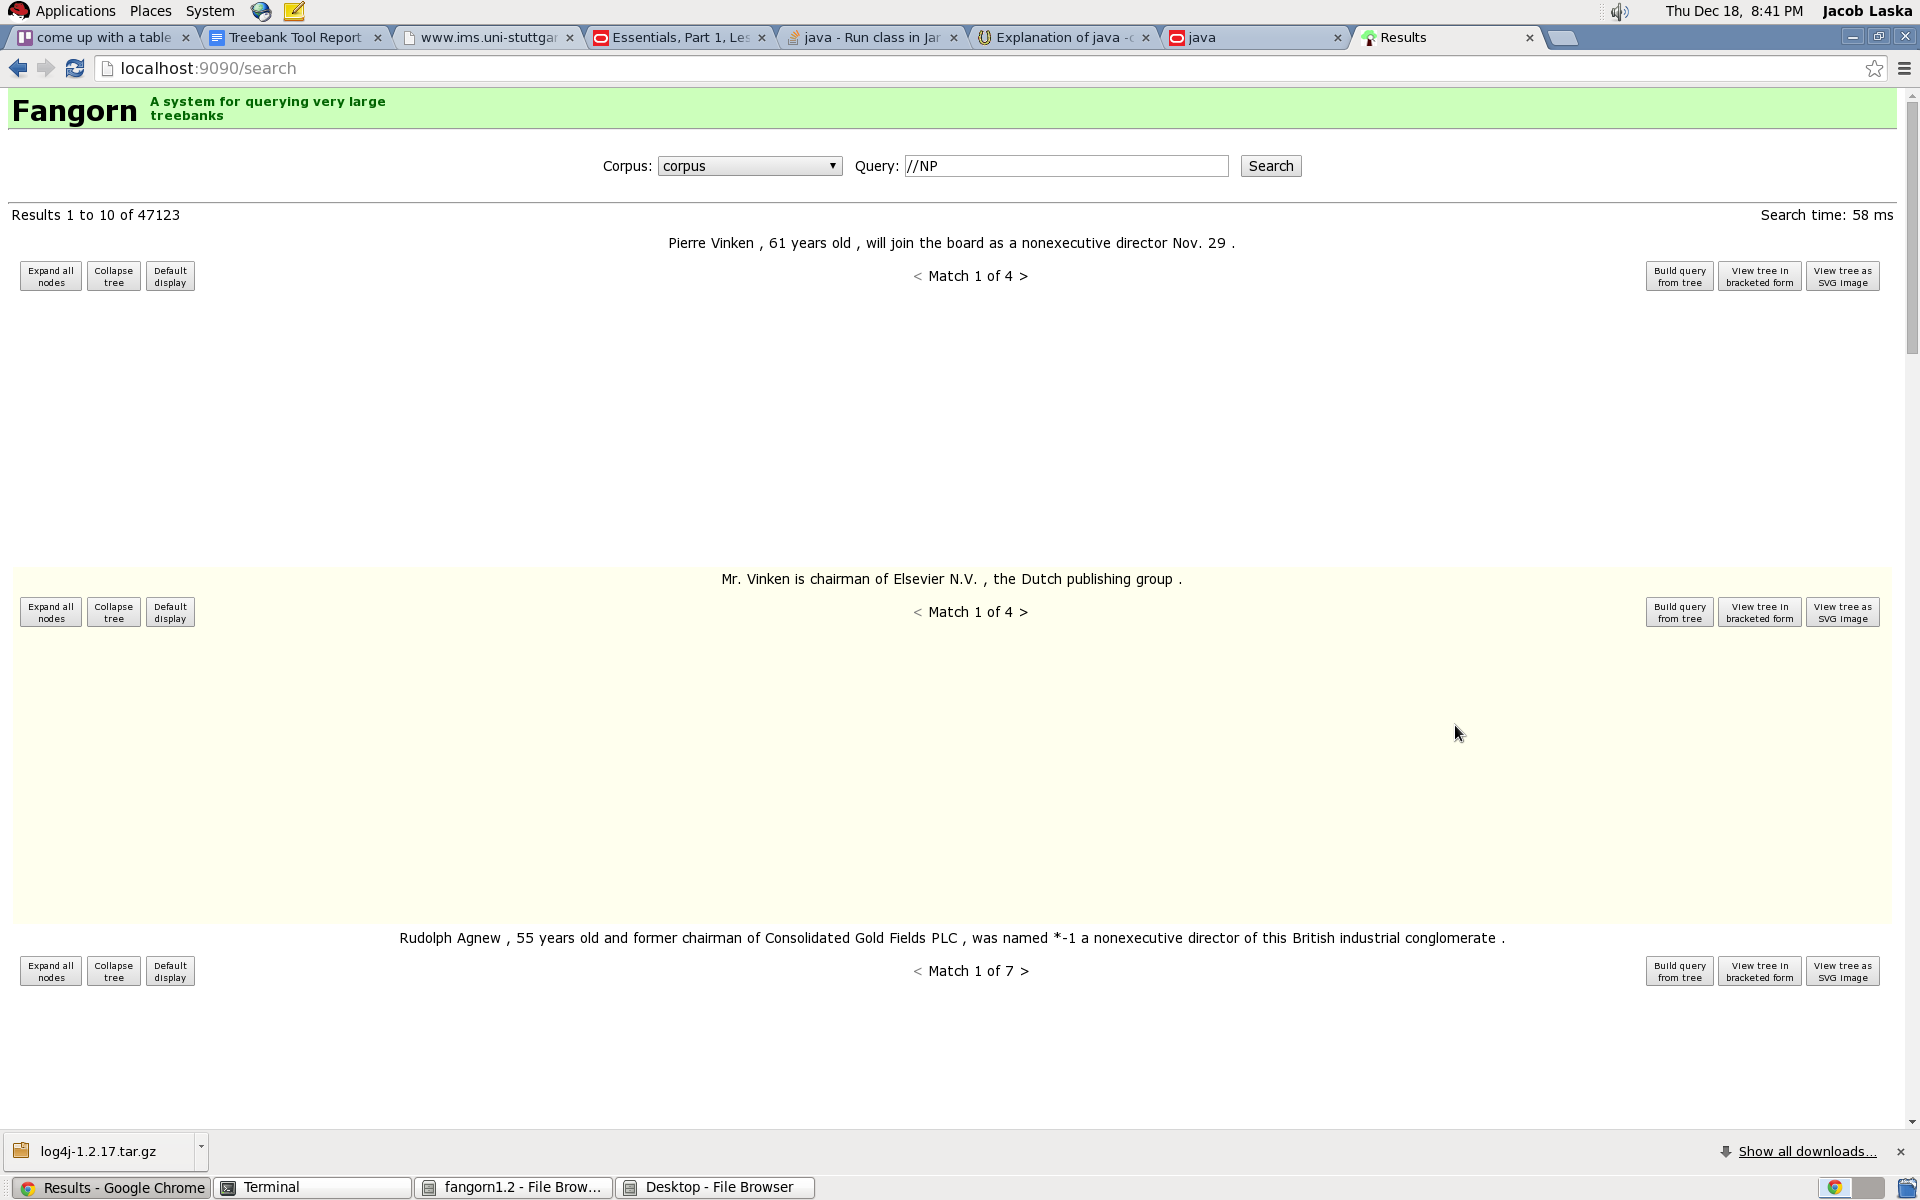 Applications Places System Thu Dec 18, 8:41 PM Jacob Laska
come up with a table Treebank Tool Report www.ims.uni-stuttgar Essentials, Part 1, Les java - Run class in Jar Explanation of java -c java Results
localhost:9090/search
Fangorn A system for querying very large treebanks
Corpus: corpus Query: //NP Search
Results 1 to 10 of 47123 Search time: 58 ms
Pierre Vinken , 61 years old , will join the board as a nonexecutive director Nov. 29 .
Expand all nodes Collapse tree Default display < Match 1 of 4 > Build query from tree View tree in bracketed form View tree as SVG image
Mr. Vinken is chairman of Elsevier N.V. , the Dutch publishing group .
Expand all nodes Collapse tree Default display < Match 1 of 4 > Build query from tree View tree in bracketed form View tree as SVG image
Rudolph Agnew , 55 years old and former chairman of Consolidated Gold Fields PLC , was named *-1 a nonexecutive director of this British industrial conglomerate .
Expand all nodes Collapse tree Default display < Match 1 of 7 > Build query from tree View tree in bracketed form View tree as SVG image
log4j-1.2.17.tar.gz Show all downloads...
Results - Google Chrome Terminal fangorn1.2 - File Brow... Desktop - File Browser